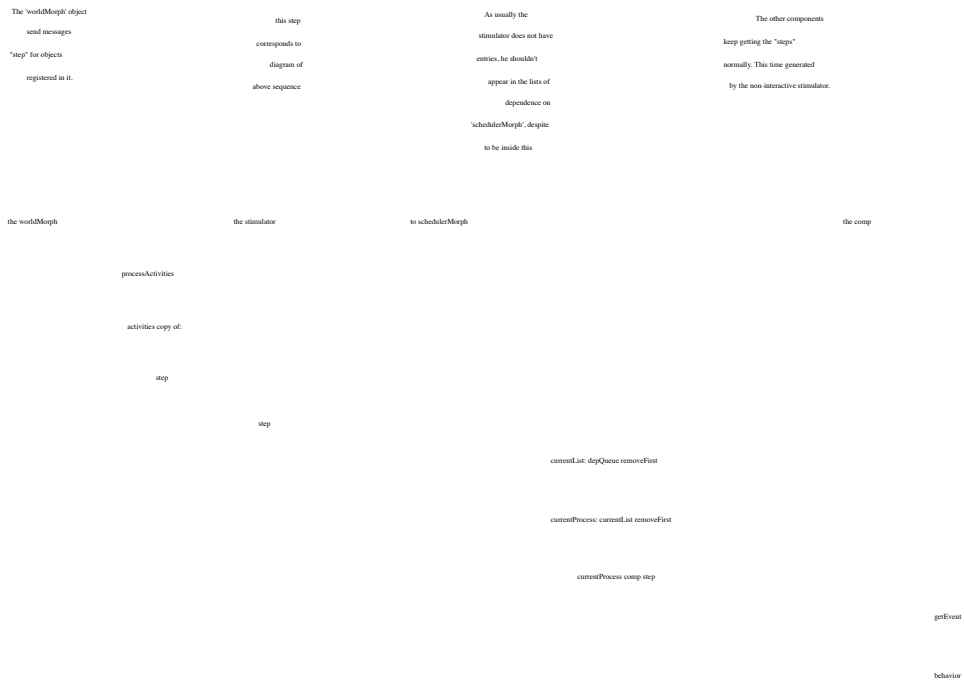 The 'worldMorph' object
send messages
"step" for objects
registered in it.
this step
corresponds to
diagram of
above sequence
As usually the
stimulator does not have
entries, he shouldn't
appear in the lists of
dependence on
'schedulerMorph', despite
to be inside this
The other components
keep getting the "steps"
normally. This time generated
by the non-interactive stimulator.
the worldMorph
the stimulator
to schedulerMorph
the comp
processActivities
activities copy of:
step
step
currentList: depQueue removeFirst
currentProcess: currentList removeFirst
currentProcess comp step
getEvent
behavior